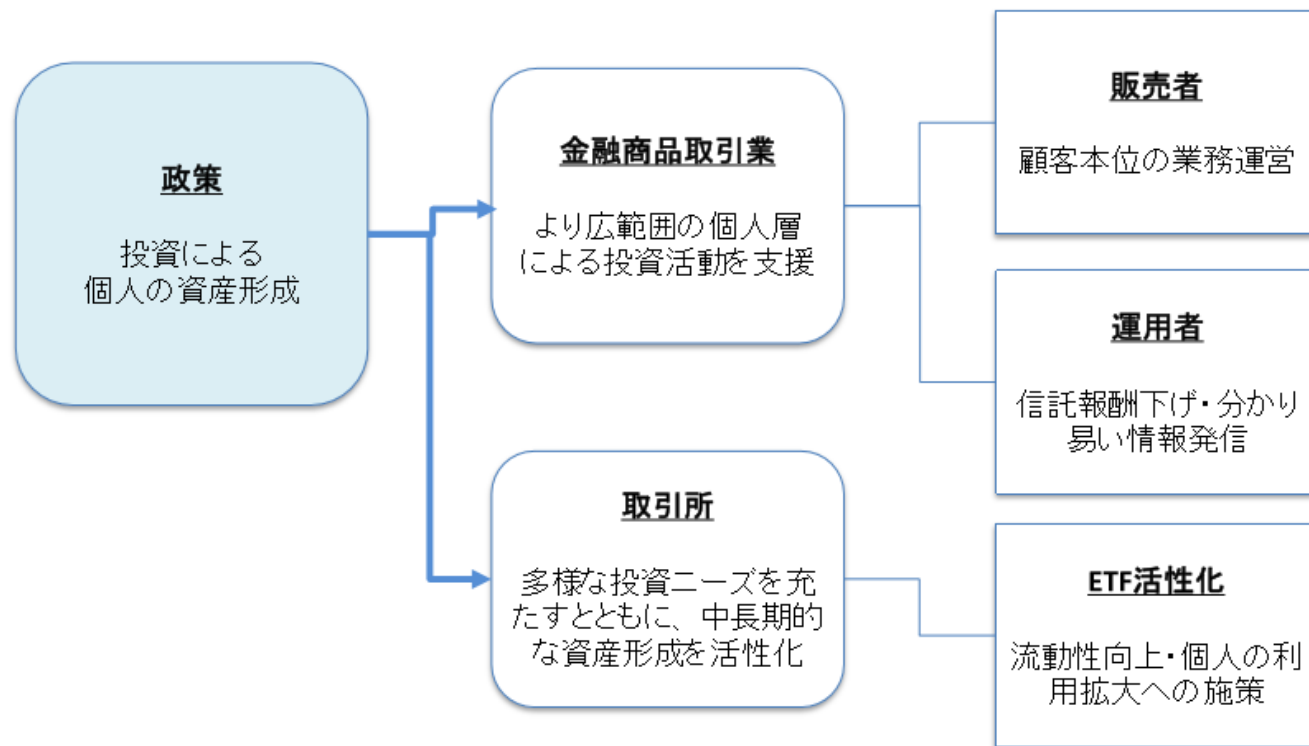 政策
投資による
個人の資産形成
金融商品取引業
より広範囲の個人層
による投資活動を支援
取引所
多様な投資ニーズを充
たすとともに、中長期的
な資産形成を活性化
販売者
顧客本位の業務運営
運用者
信託報酬下げ・分かり
易い情報発信
ETF活性化
流動性向上・個人の利
用拡大への施策